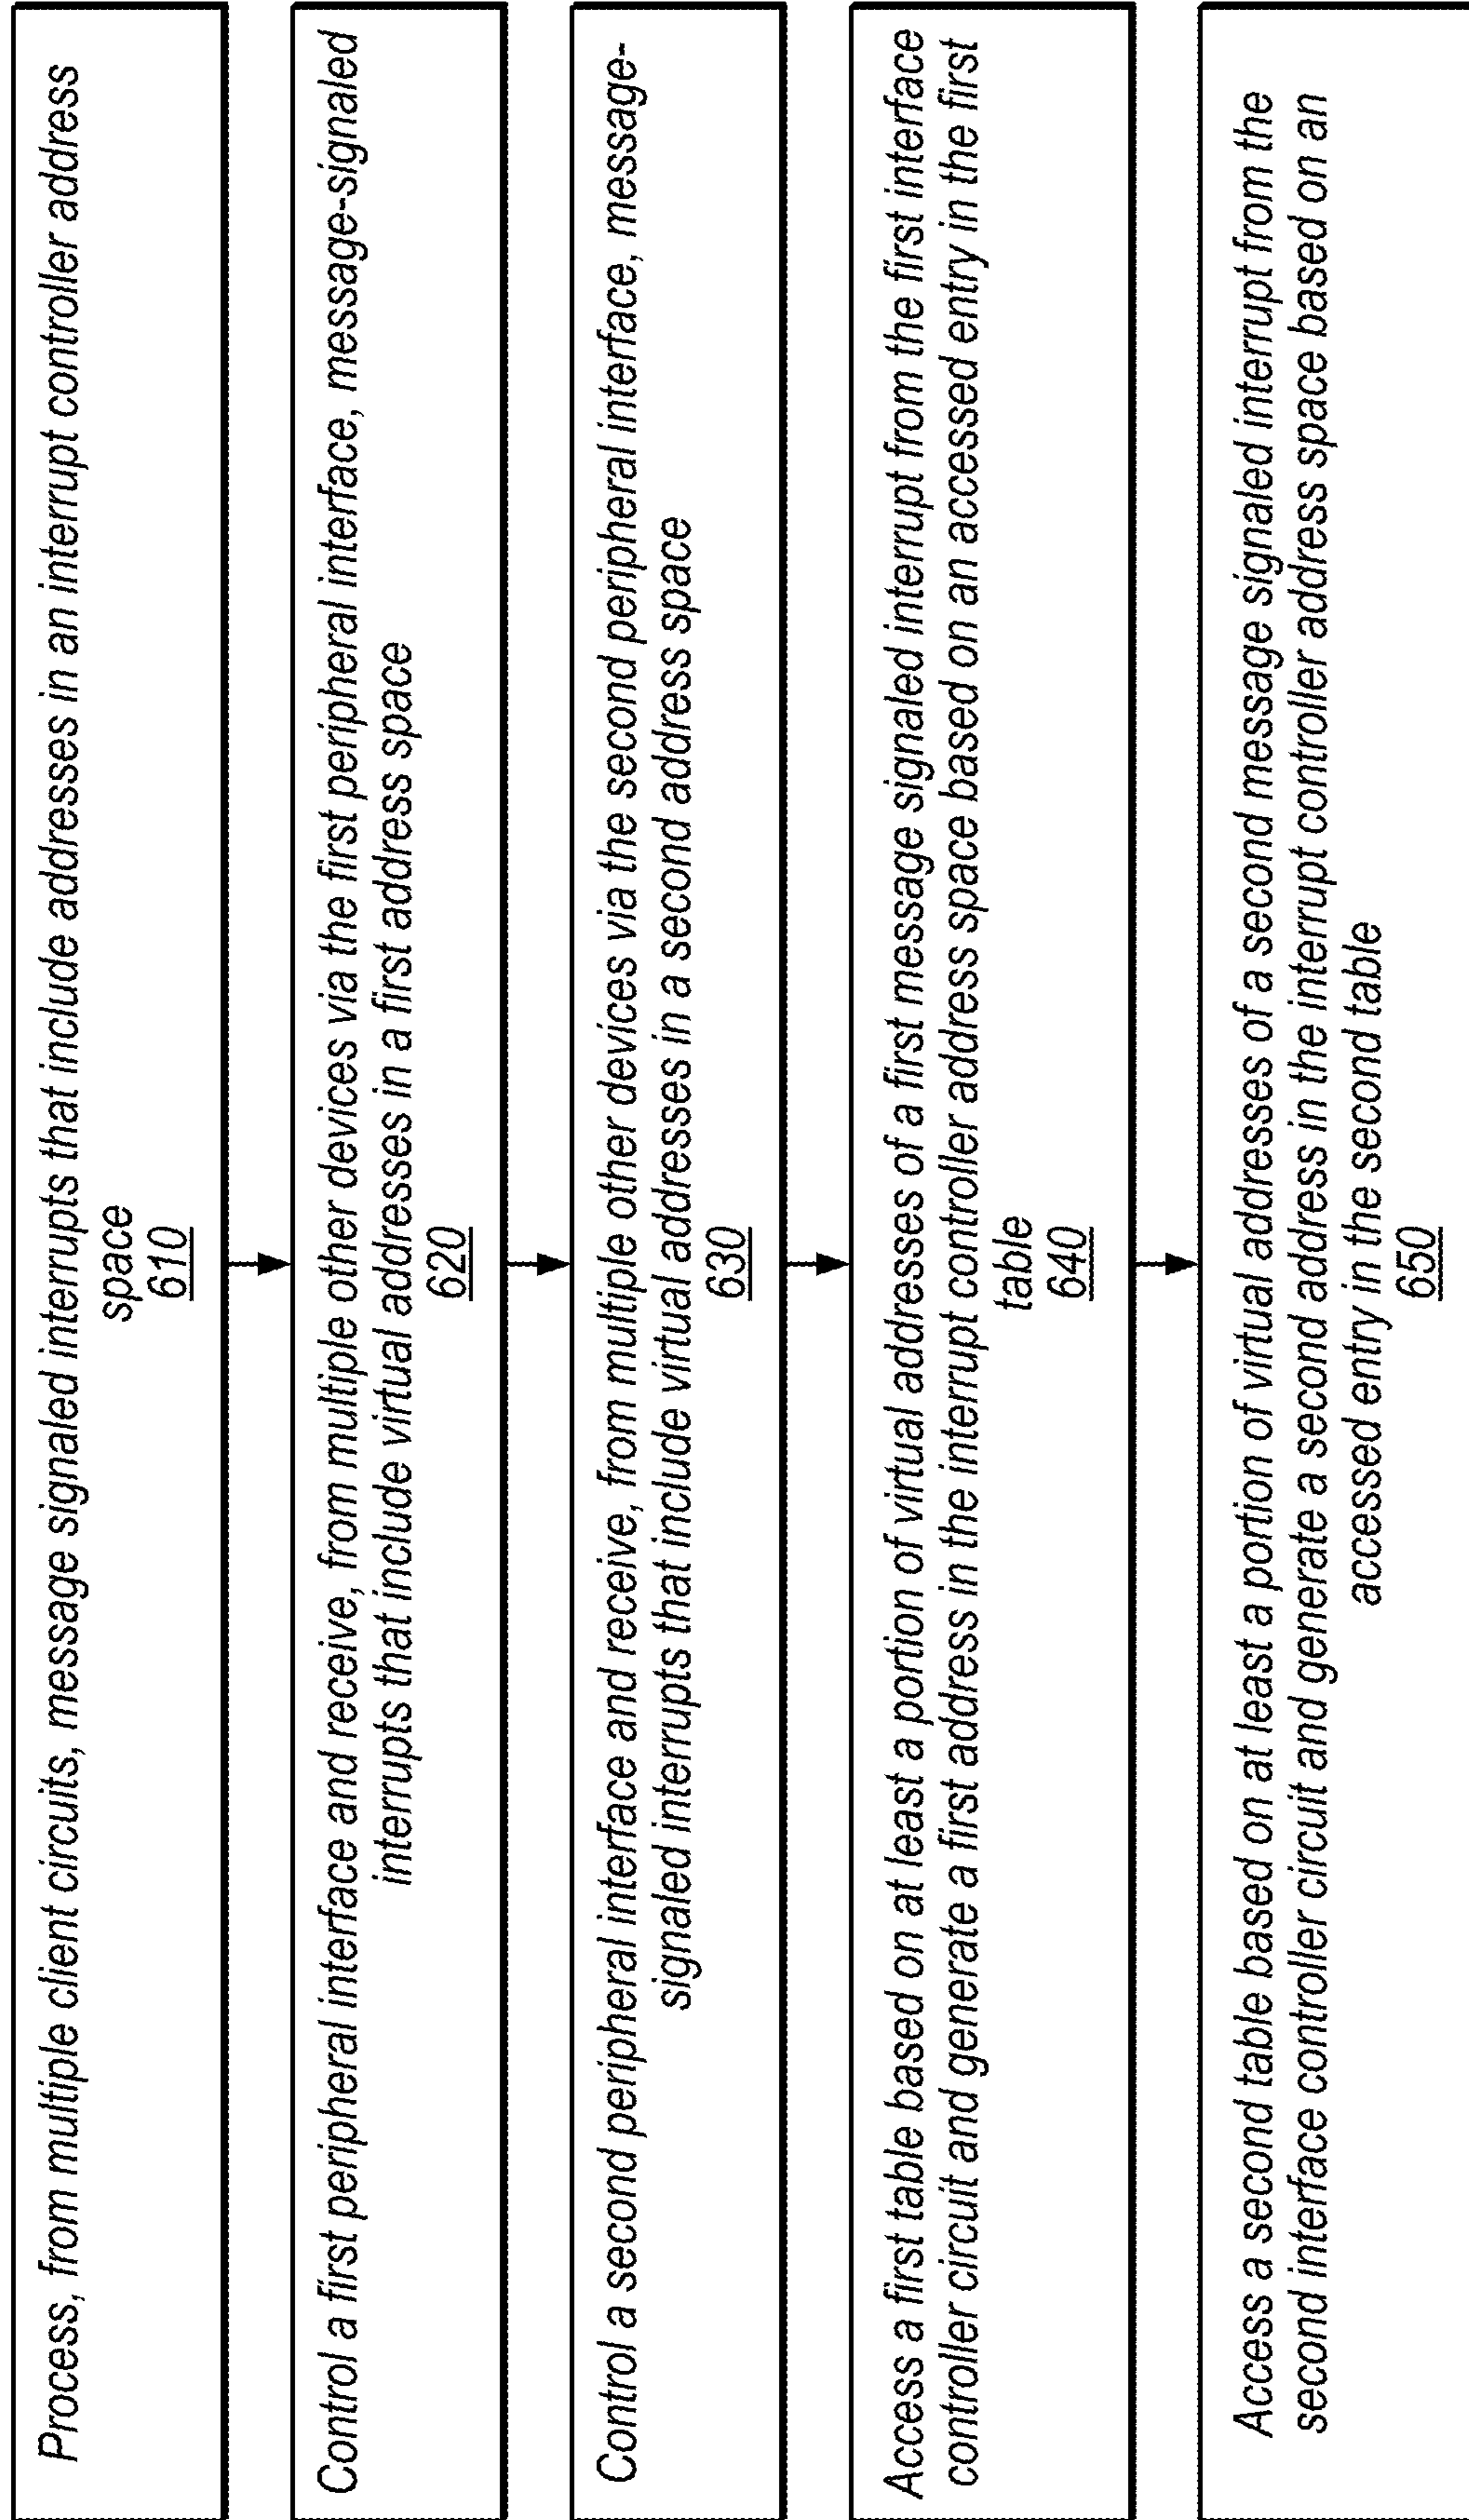 Process, from multiple client circuits, message signaled interrupts that include addresses in an interrupt controller address
space
610
Control a first peripheral interface and receive, from multiple other devices via the first peripheral interface, message-signaled
interrupts that include virtual addresses in a first address space
620
Control a second peripheral interface and receive, from multiple other devices via the second peripheral interface, message-
signaled interrupts that include virtual addresses in a second address space
630
Access a first table based on at least a portion of virtual addresses of a first message signaled interrupt from the first interface
controller circuit and generate a first address in the interrupt controller address space based on an accessed entry in the first
table
640
Access a second table based on at least a portion of virtual addresses of a second message signaled interrupt from the
second interface controller circuit and generate a second address in the interrupt controller address space based on an
accessed entry in the second table
650